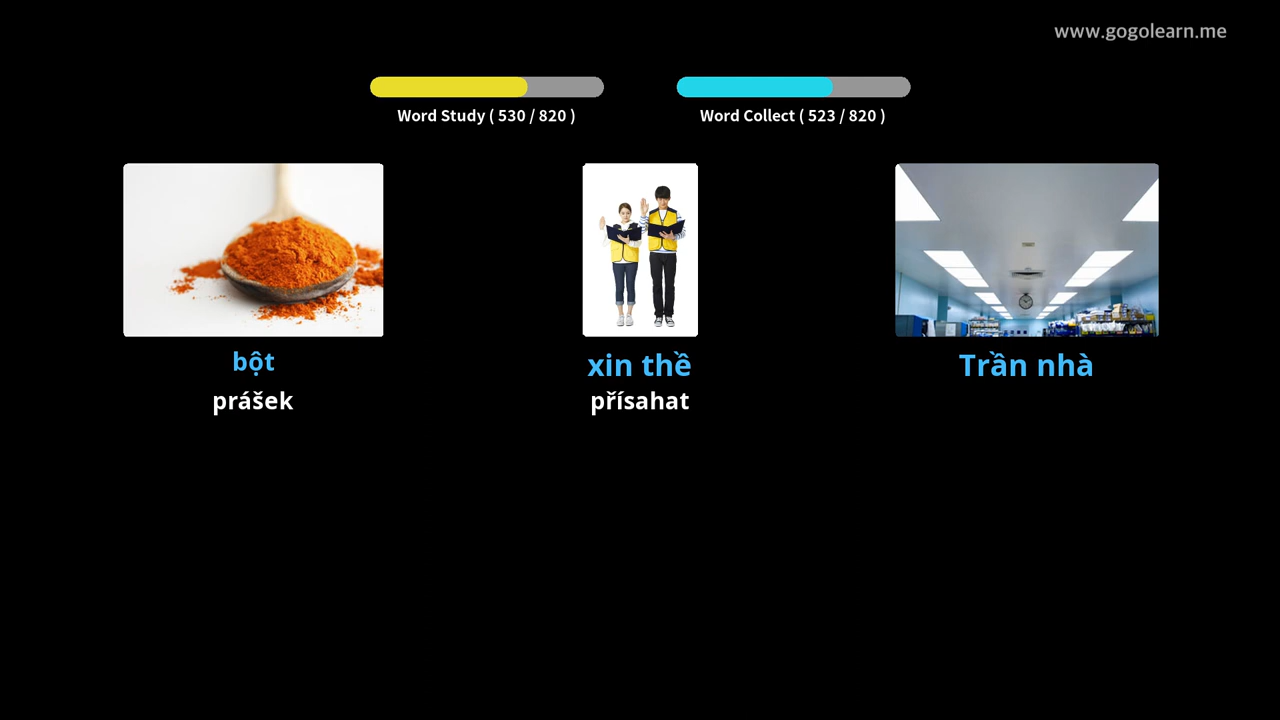 www.gogolearn.me
Word Study ( 530 / 820 )
Word Collect ( 523 / 820 )
bột
prášek
xin thề
přísahat
Trần nhà